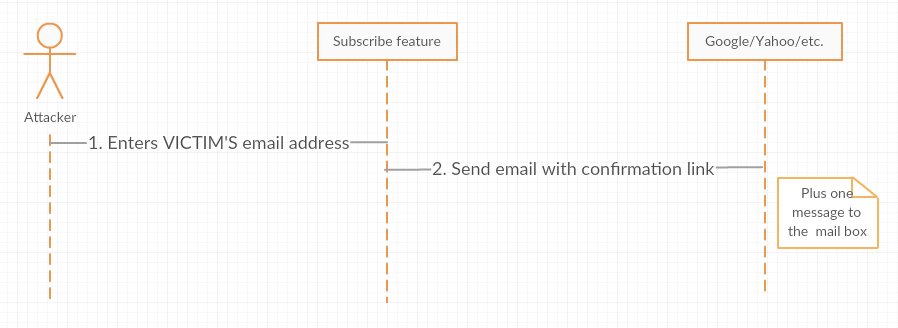 Subscribe feature
Google/Yahoo/etc.
Attacker
1. Enters VICTIM'S email address
2. Send email with confirmation link
Plus one
message to
the mail box